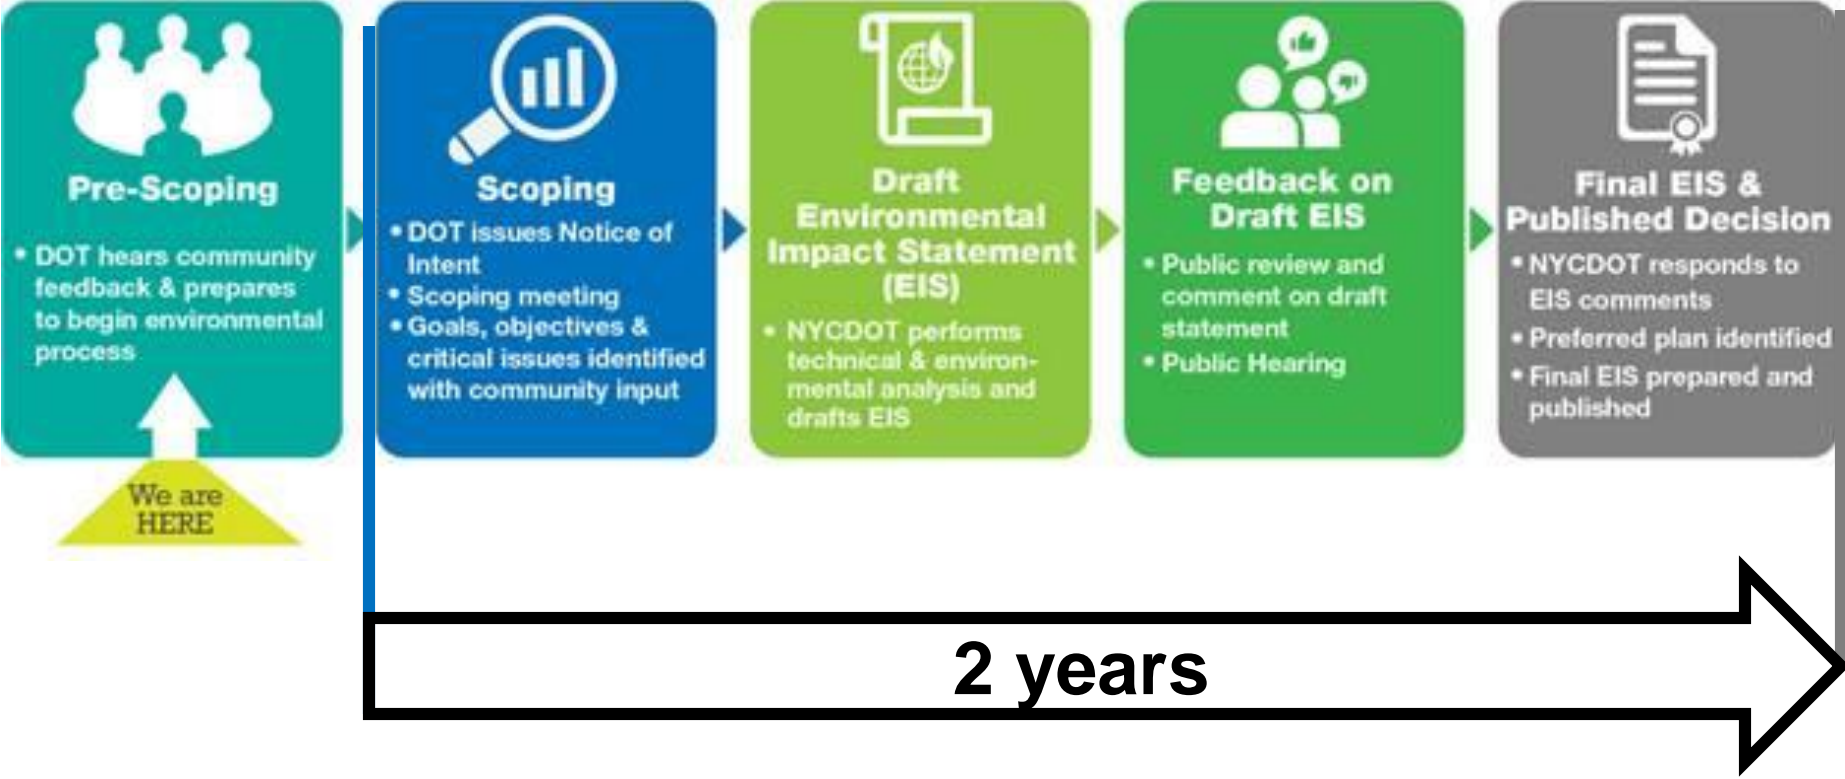 Pre-Scoping
• DOT hears community
feedback & prepares
to begin environmental
process
We are
HERE
Scoping
• DOT issues Notice of
Intent
• Scoping meeting
• Goals, objectives &
critical issues identified
with community input
Draft
Environmental
Impact Statement
(EIS)
• NYCDOT performs
technical & environ-
mental analysis and
drafts EIS
Feedback on
Draft EIS
• Public review and
comment on draft
statement
• Public Hearing
Final EIS &
Published Decision
• NYCDOT responds to
EIS comments
• Preferred plan identified
• Final EIS prepared and
published
2 years